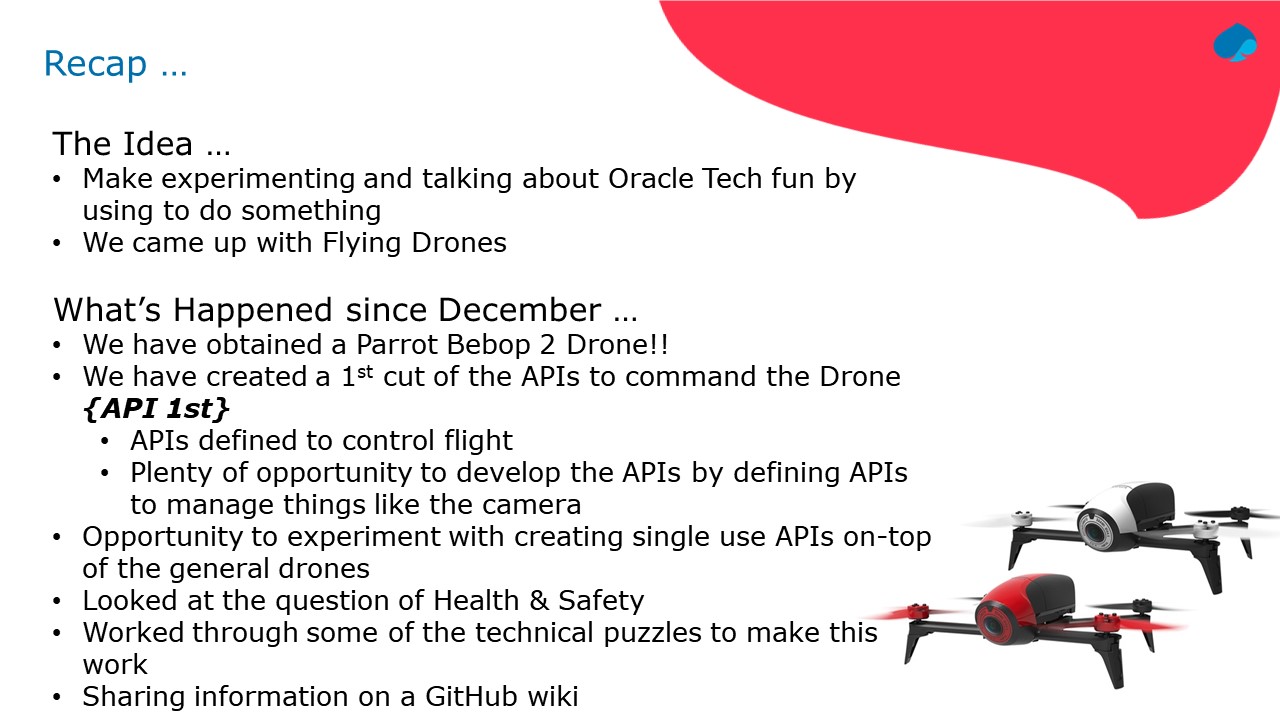 Recap …
The Idea …
• Make experimenting and talking about Oracle Tech fun by
using to do something
• We came up with Flying Drones
What’s Happened since December …
• We have obtained a Parrot Bebop 2 Drone!!
• We have created a 1st cut of the APIs to command the Drone
{API 1st}
• APIs defined to control flight
• Plenty of opportunity to develop the APIs by defining APIs
to manage things like the camera
• Opportunity to experiment with creating single use APIs on-top
of the general drones
• Looked at the question of Health & Safety
• Worked through some of the technical puzzles to make this
work
• Sharing information on a GitHub wiki